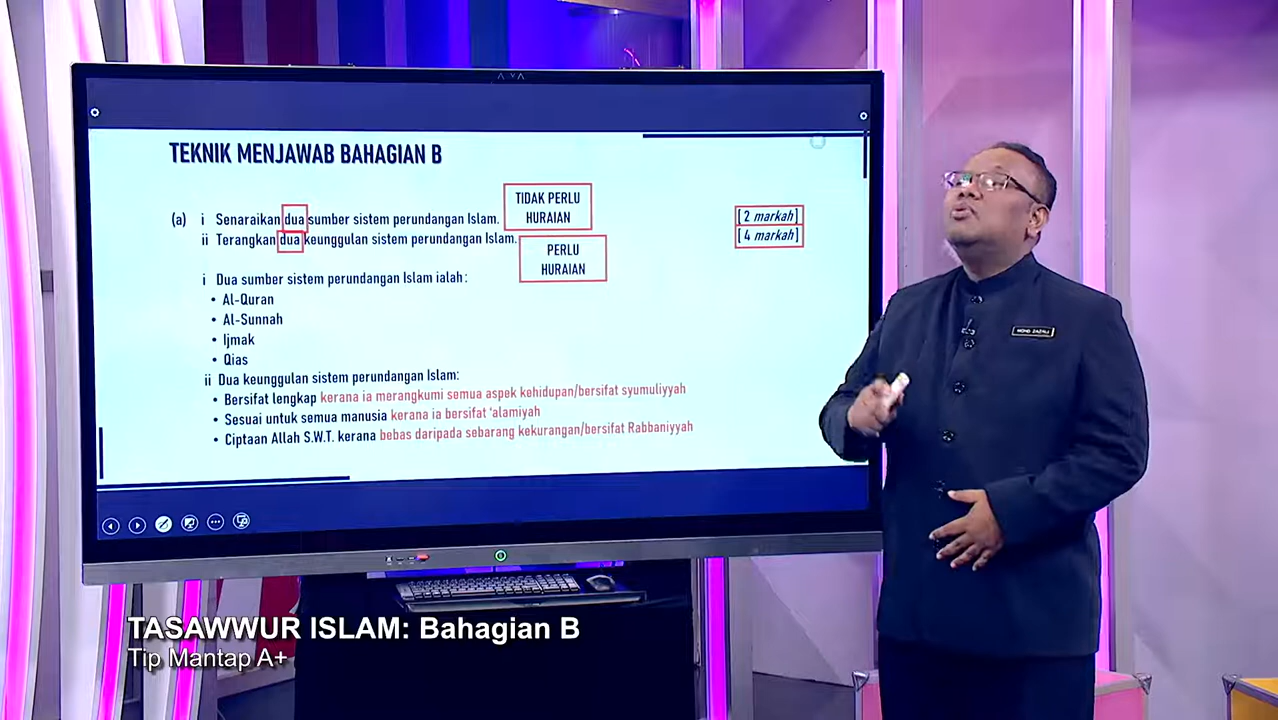 TEKNIK MENJAWAB BAHAGIAN B
TIDAK PERLU
HURAIAN
(a) i Senaraikan dua sumber sistem perundangan Islam. [2 markah]
ii Terangkan dua keunggulan sistem perundangan Islam. [4 markah]
PERLU
HURAIAN
i Dua sumber sistem perundangan Islam ialah:
• Al-Quran
• Al-Sunnah
• Ijmak
• Qias
ii Dua keunggulan sistem perundangan Islam:
• Bersifat lengkap kerana ia merangkumi semua aspek kehidupan/bersifat syumuliyyah
• Sesuai untuk semua manusia kerana ia bersifat 'alamiyah
• Ciptaan Allah S.W.T. kerana bebas daripada sebarang kekurangan/bersifat Rabbaniyyah
MOHD ZAZALI
TASAWWUR ISLAM: Bahagian B
Tip Mantap A+